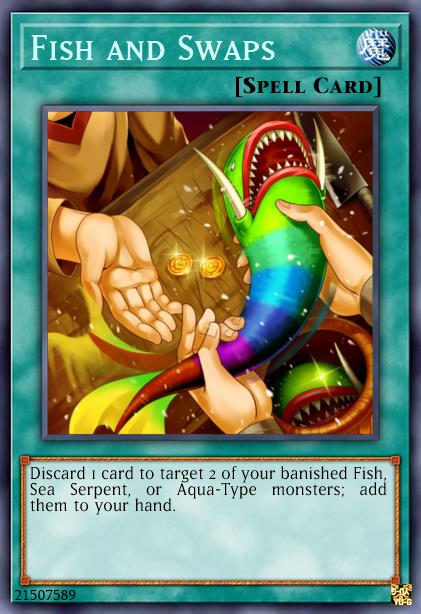 Fish and Swaps
魔
[Spell Card]
Discard 1 card to target 2 of your banished Fish,
Sea Serpent, or Aqua-Type monsters; add
them to your hand.
21507589